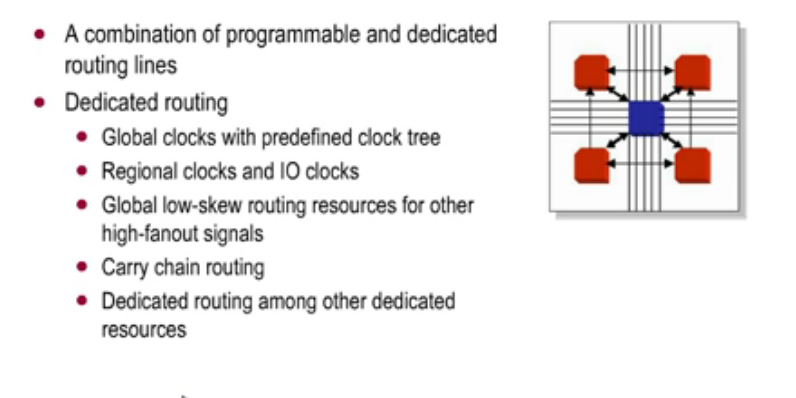 • A combination of programmable and dedicated
routing lines
• Dedicated routing
• Global clocks with predefined clock tree
• Regional clocks and IO clocks
• Global low-skew routing resources for other
high-fanout signals
• Carry chain routing
• Dedicated routing among other dedicated
resources